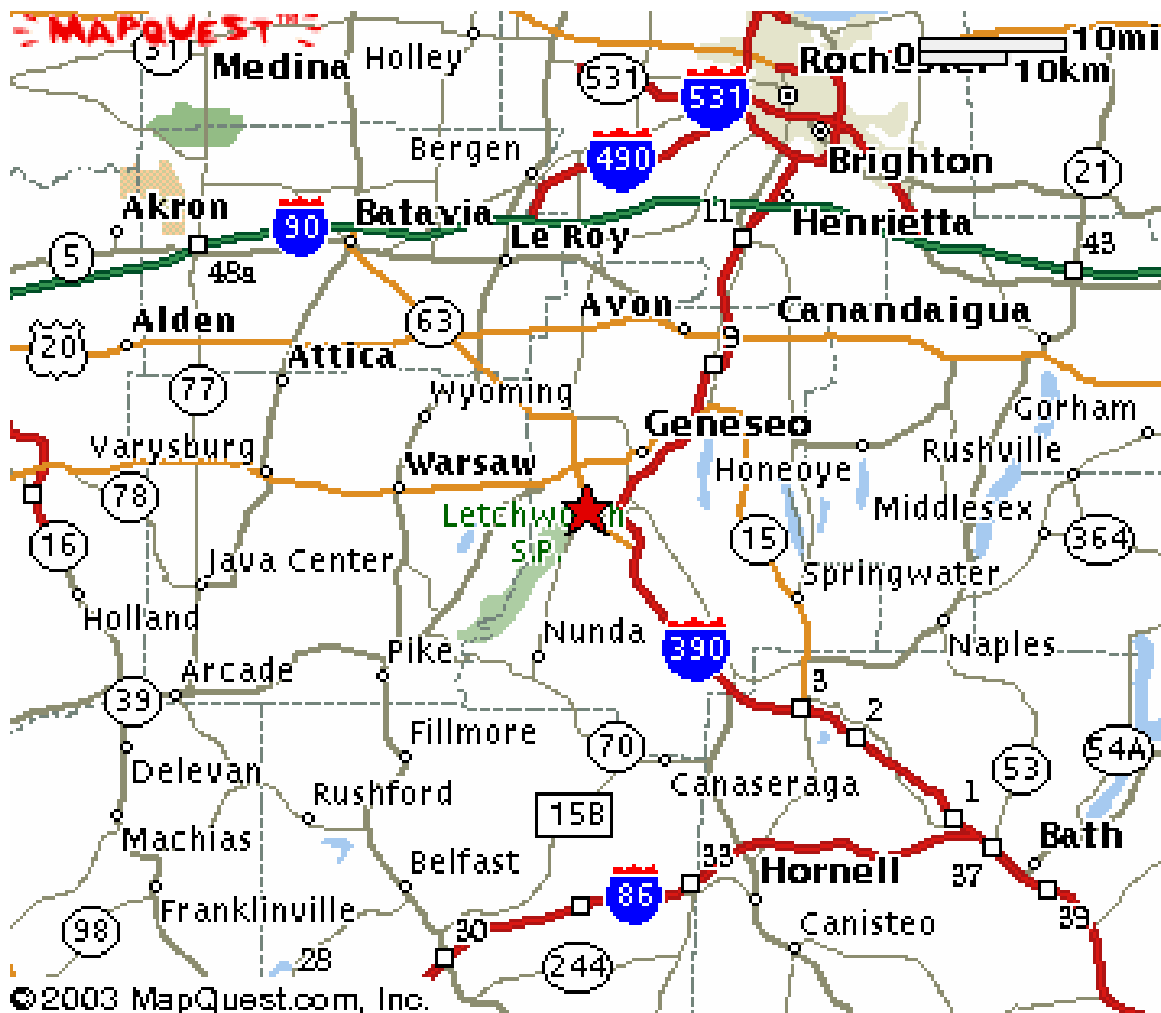 MAPQUEST™
31
Medina
Holley
531
531
Roch
10mi
10km
Bergen
490
Brighton
21
Akron
90
Batavia
11
Henrietta
5
48a
Le Roy
43
63
Avon
Canandaigua
20
Alden
9
Attica
77
Wyoming
Gorham
Geneseo
Varysburg
Warsaw
Honeoye
Rushville
78
Letchworth
S.P.
Middlesex
16
15
364
Java Center
Springwater
Holland
Nunda
390
Naples
Pike
Arcade
39
3
2
Fillmore
70
54A
53
Delevan
Canaseraga
Rushford
15B
1
Machias
Bath
Belfast
33
Hornell
37
86
Franklinville
39
98
30
Canisteo
28
244
©2003 MapQuest.com, Inc.